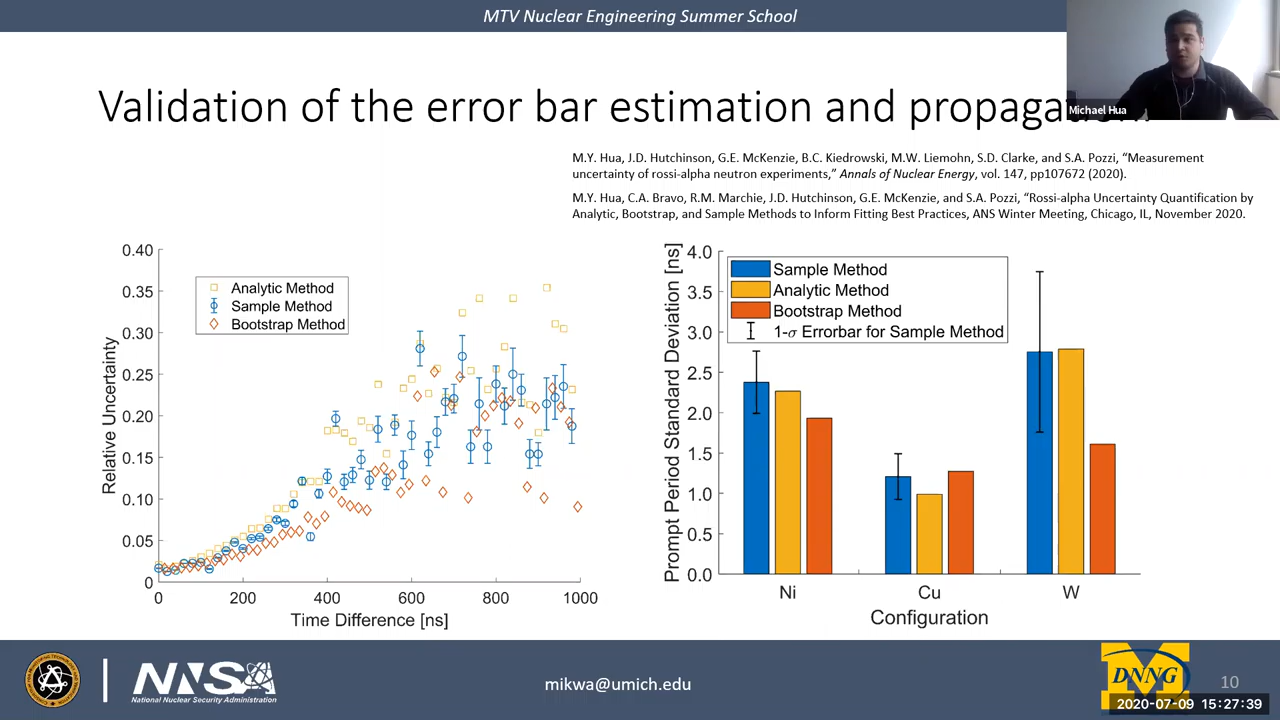 MTV Nuclear Engineering Summer School
Michael Hua
Validation of the error bar estimation and
M.Y. Hua, J.D. Hutchinson, G.E. McKenzie, B.C. Kiedrowski, M.W. Liemohn, S.D. Clarke, and S.A. Pozzi, “Measurement
uncertainty of rossi-alpha neutron experiments,” Annals of Nuclear Energy, vol. 147, pp107672 (2020).
M.Y. Hua, C.A. Bravo, R.M. Marchie, J.D. Hutchinson, G.E. McKenzie, and S.A. Pozzi, “Rossi-alpha Uncertainty Quantification by
Analytic, Bootstrap, and Sample Methods to Inform Fitting Best Practices, ANS Winter Meeting, Chicago, IL, November 2020.
Relative Uncertainty
0.40
0.35
0.30
0.25
0.20
0.15
0.10
0.05
0
Analytic Method
Sample Method
Bootstrap Method
0 200 400 600 800 1000
Time Difference [ns]
Prompt Period Standard Deviation [ns]
4.0
3.5
3.0
2.5
2.0
1.5
1.0
0.5
0.0
Sample Method
Analytic Method
Bootstrap Method
1-σ Errorbar for Sample Method
Ni Cu W
Configuration
NNSA
National Nuclear Security Administration
mikwa@umich.edu
M
DNNG
10
2020-07-09 15:27:39